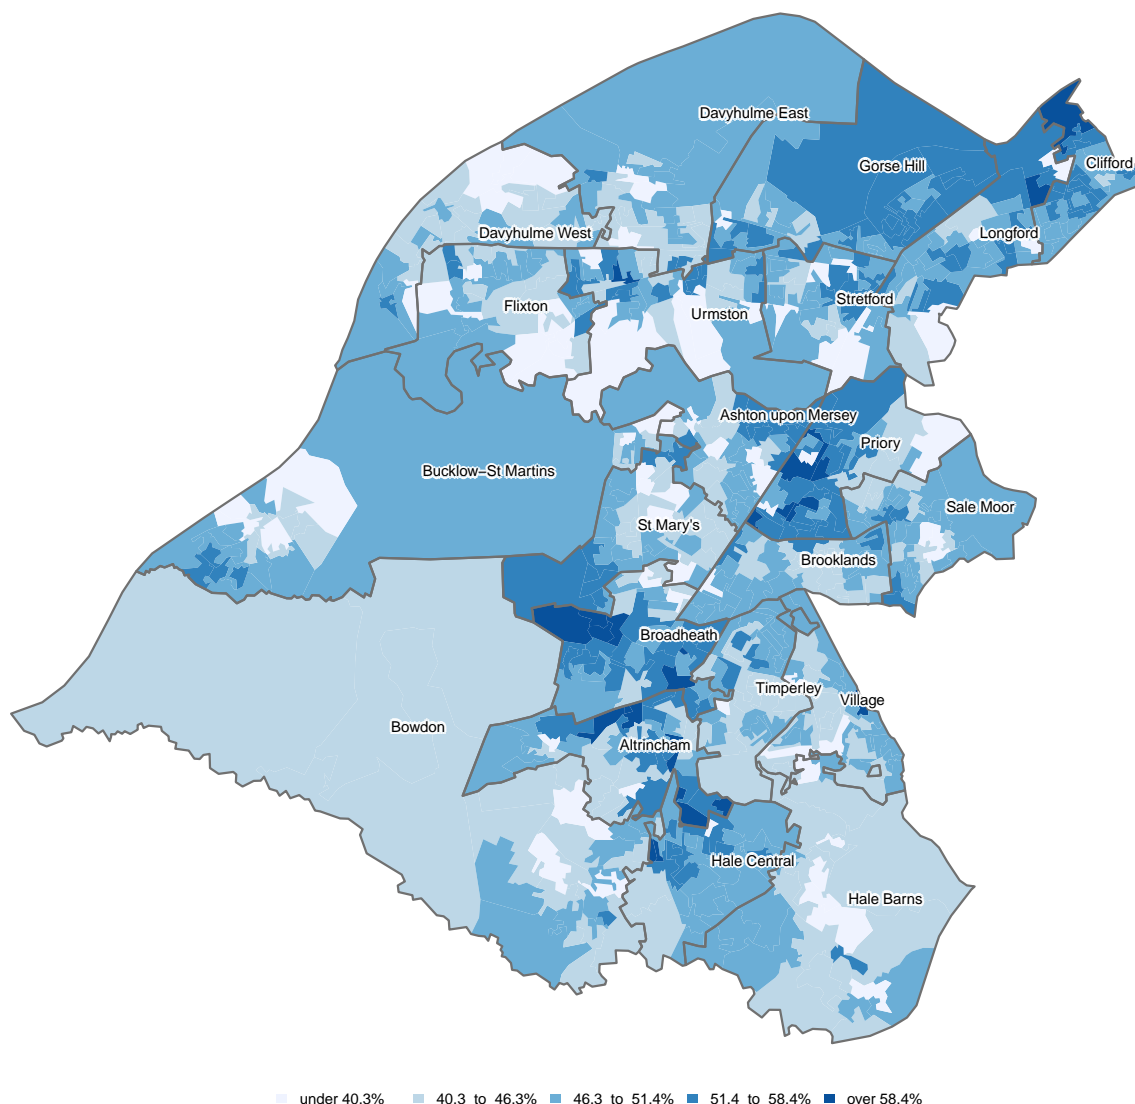 Davyhulme East
Gorse Hill
Clifford
Davyhulme West
Longford
Flixton
Urmston
Stretford
Ashton upon Mersey
Priory
Bucklow–St Martins
Sale Moor
St Mary's
Brooklands
Broadheath
Timperley
Village
Bowdon
Altrincham
Hale Central
Hale Barns
under 40.3% 40.3 to 46.3% 46.3 to 51.4% 51.4 to 58.4% over 58.4%